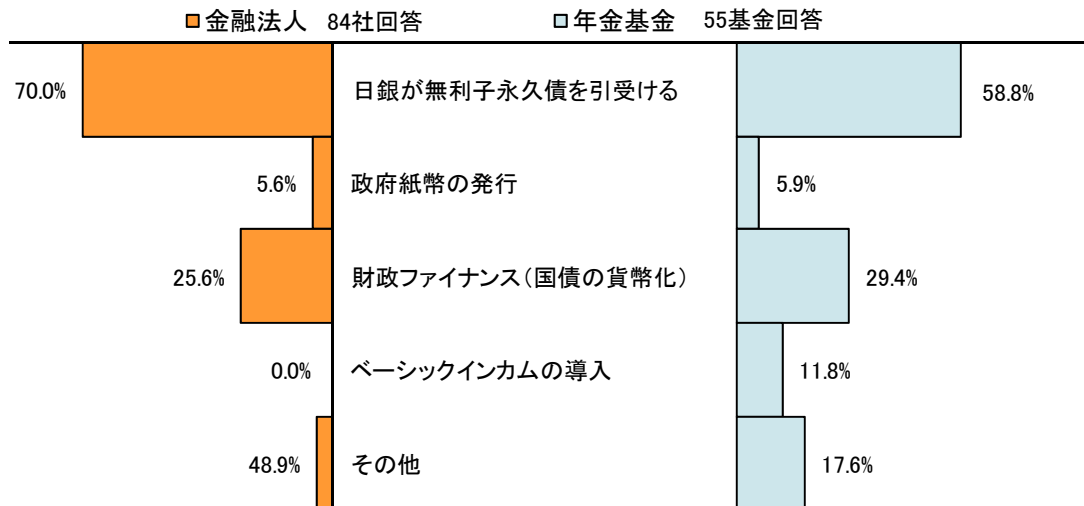 金融法人 84社回答 年金基金 55基金回答
70.0% 日銀が無利子永久債を引受ける 58.8%
5.6% 政府紙幣の発行 5.9%
25.6% 財政ファイナンス(国債の貨幣化) 29.4%
0.0% ベーシックインカムの導入 11.8%
48.9% その他 17.6%